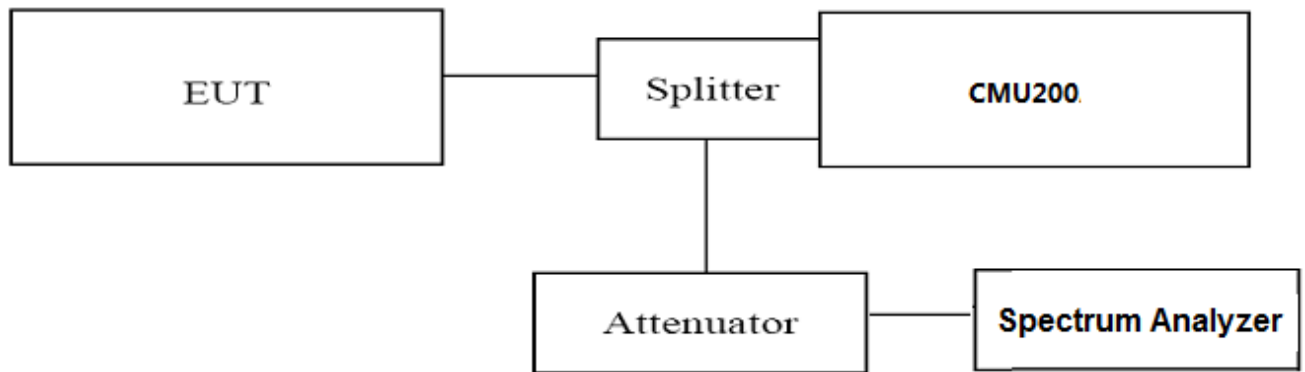 EUT
Splitter
CMU200
Attenuator
Spectrum Analyzer